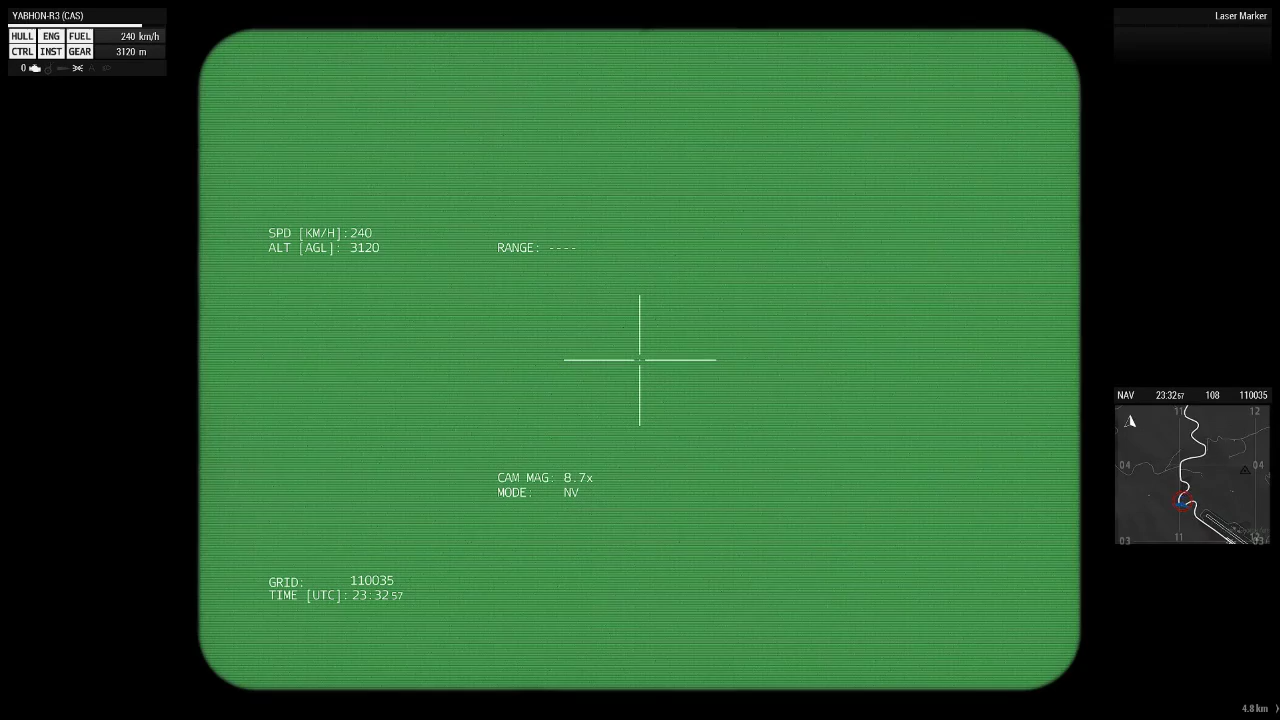 YABHON-R3 (CAS)
HULL ENG FUEL 240 km/h
CTRL INST GEAR 3120 m
0
Laser Marker
SPD [KM/H]: 240
ALT [AGL]: 3120
RANGE: ----
CAM MAG: 8.7x
MODE: NV
GRID: 110035
TIME [UTC]: 23:32 57
NAV 23:32 57 108 110035
11 12
04 04
03 11
4.8 km